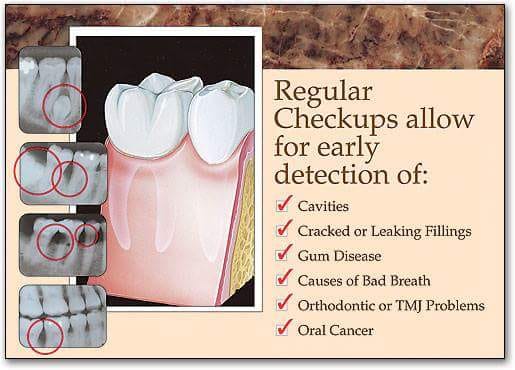 Regular
Checkups allow
for early
detection of:
Cavities
Cracked or Leaking Fillings
Gum Disease
Causes of Bad Breath
Orthodontic or TMJ Problems
Oral Cancer